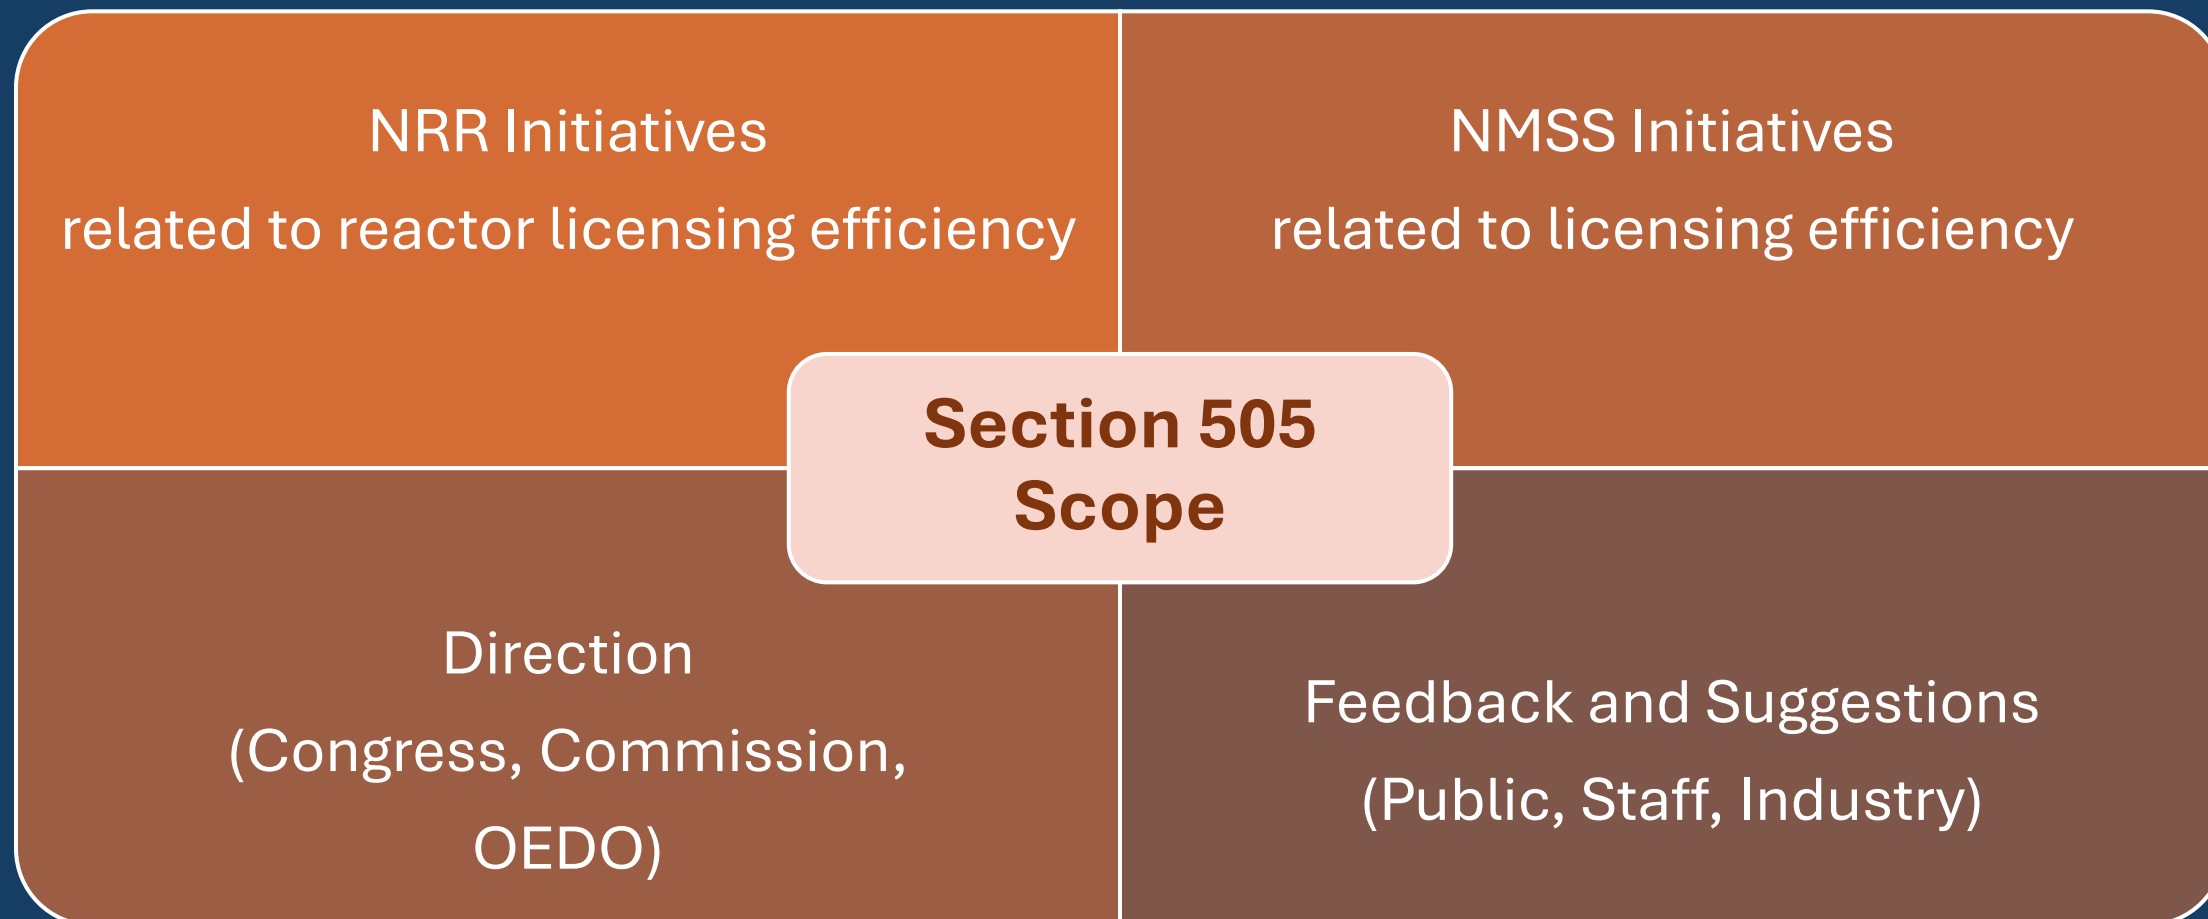 NRR Initiatives
related to reactor licensing efficiency
NMSS Initiatives
related to licensing efficiency
Section 505
Scope
Direction
(Congress, Commission,
OEDO)
Feedback and Suggestions
(Public, Staff, Industry)